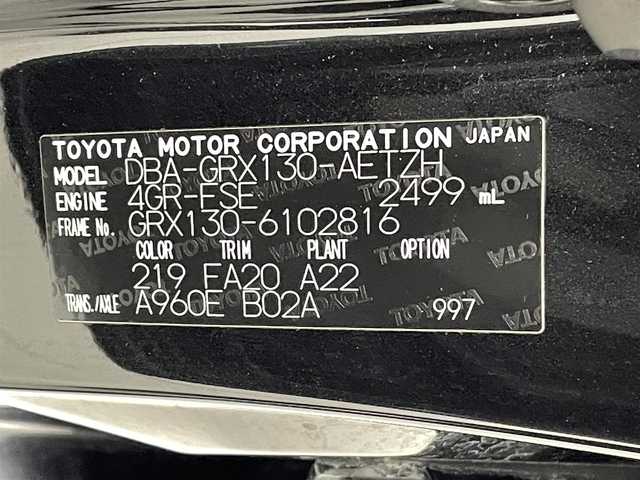 TOYOTA MOTOR CORPORATION JAPAN
MODEL DBA-GRX130-AETZH
ENGINE 4GR-FSE 2499 mL
FRAME No. GRX130-6102816
COLOR TRIM PLANT OPTION
219 FA20 A22
TRANS./AXLE A960E B02A 997